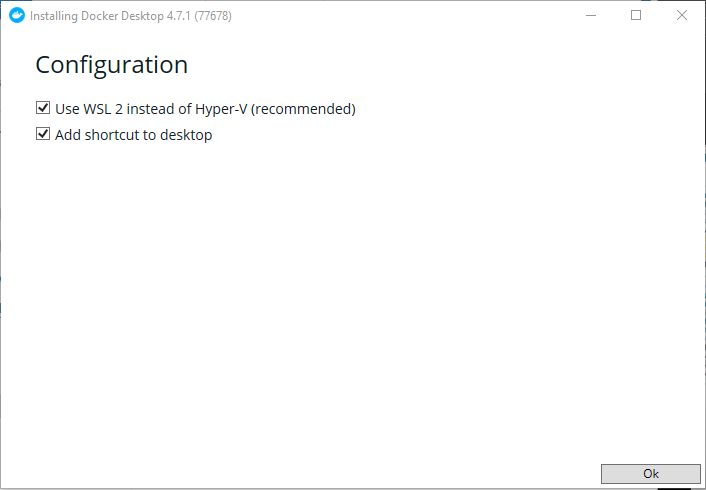 Installing Docker Desktop 4.7.1 (77678)
Configuration
Use WSL 2 instead of Hyper-V (recommended)
Add shortcut to desktop
Ok